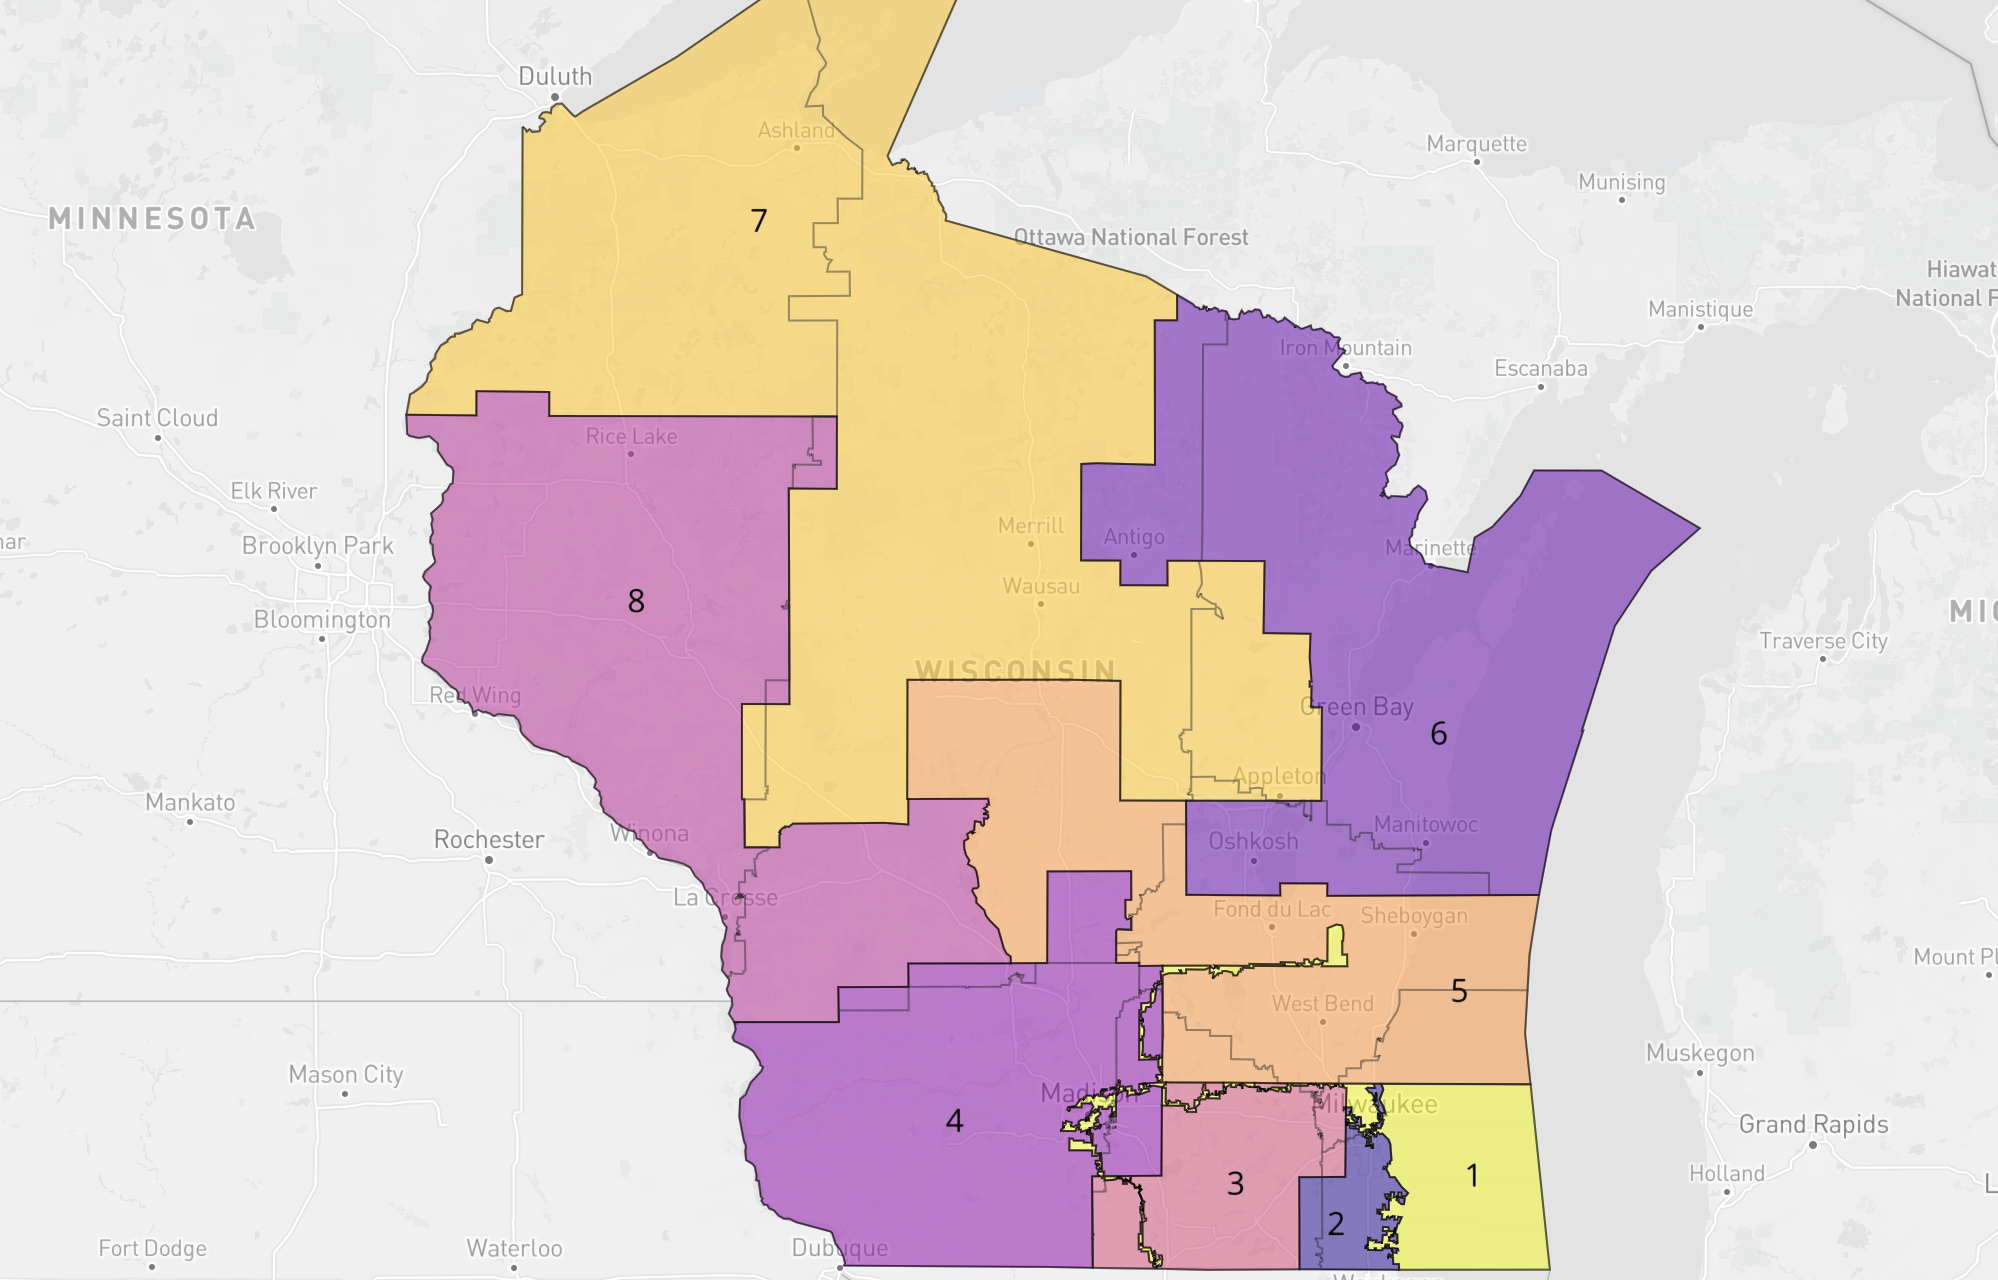 Duluth
Ashland
Marquette
Munising
MINNESOTA
7
Ottawa National Forest
Hiawat
National F
Manistique
Iron Mountain
Escanaba
Saint Cloud
Rice Lake
Elk River
Merrill
Antigo
Brooklyn Park
Marinette
Wausau
8
Bloomington
MIC
Traverse City
WISCONSIN
Red Wing
Green Bay
6
Appleton
Mankato
Winona
Rochester
Oshkosh
Manitowoc
La Crosse
Fond du Lac
Sheboygan
Mount Pl
5
West Bend
Muskegon
Mason City
Madison
Milwaukee
4
Grand Rapids
Holland
3
1
2
Fort Dodge
Waterloo
Dubuque